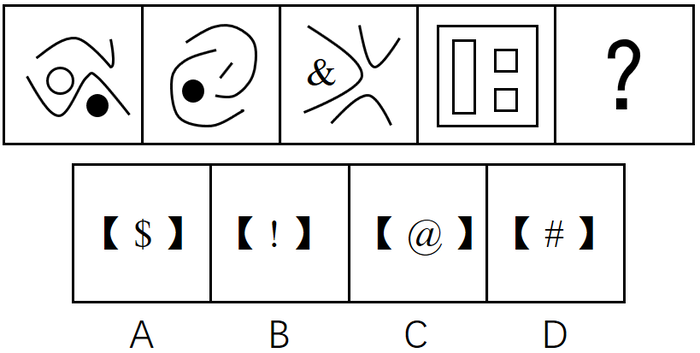 &
?
【 $ 】 【 ! 】 【 @ 】 【 # 】
A B C D